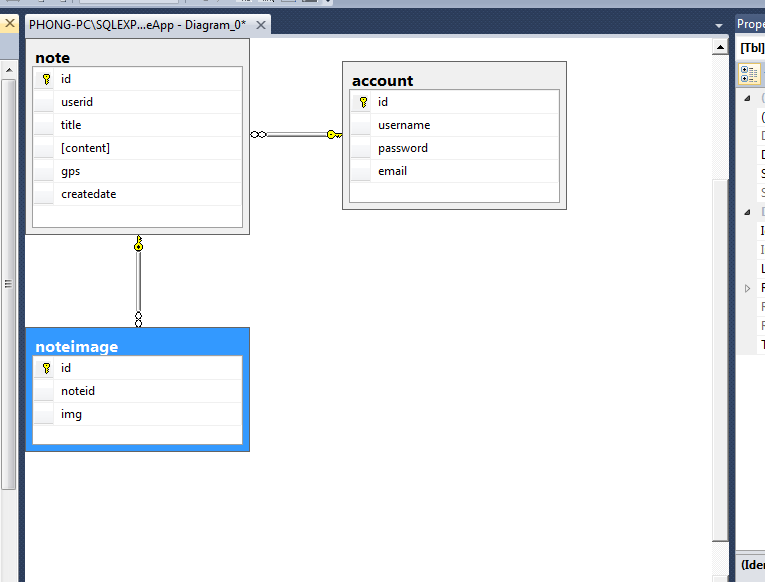 PHONG-PC\SQLEXP...eApp - Diagram_0*
Prope
[Tbl]
note
id
userid
title
[content]
gps
createdate
account
id
username
password
email
noteimage
id
noteid
img
(Iden